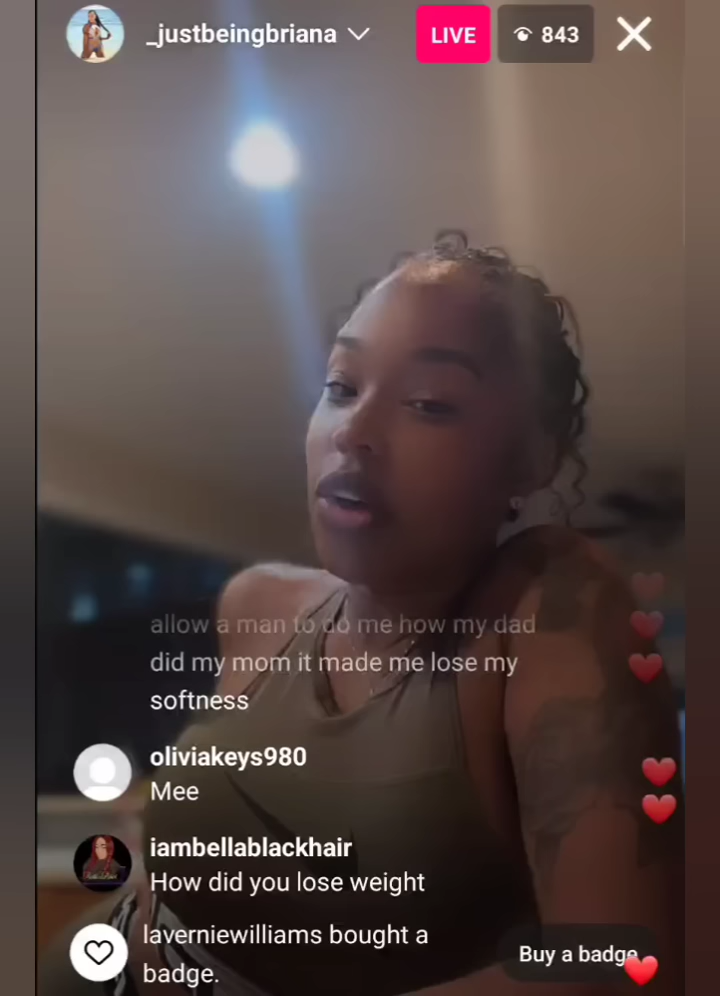 _justbeingbriana
LIVE
843
allow a man to do me how my dad
did my mom it made me lose my
softness
oliviakeys980
Mee
iambellablackhair
How did you lose weight
laverniewilliams bought a
badge.
Buy a badge